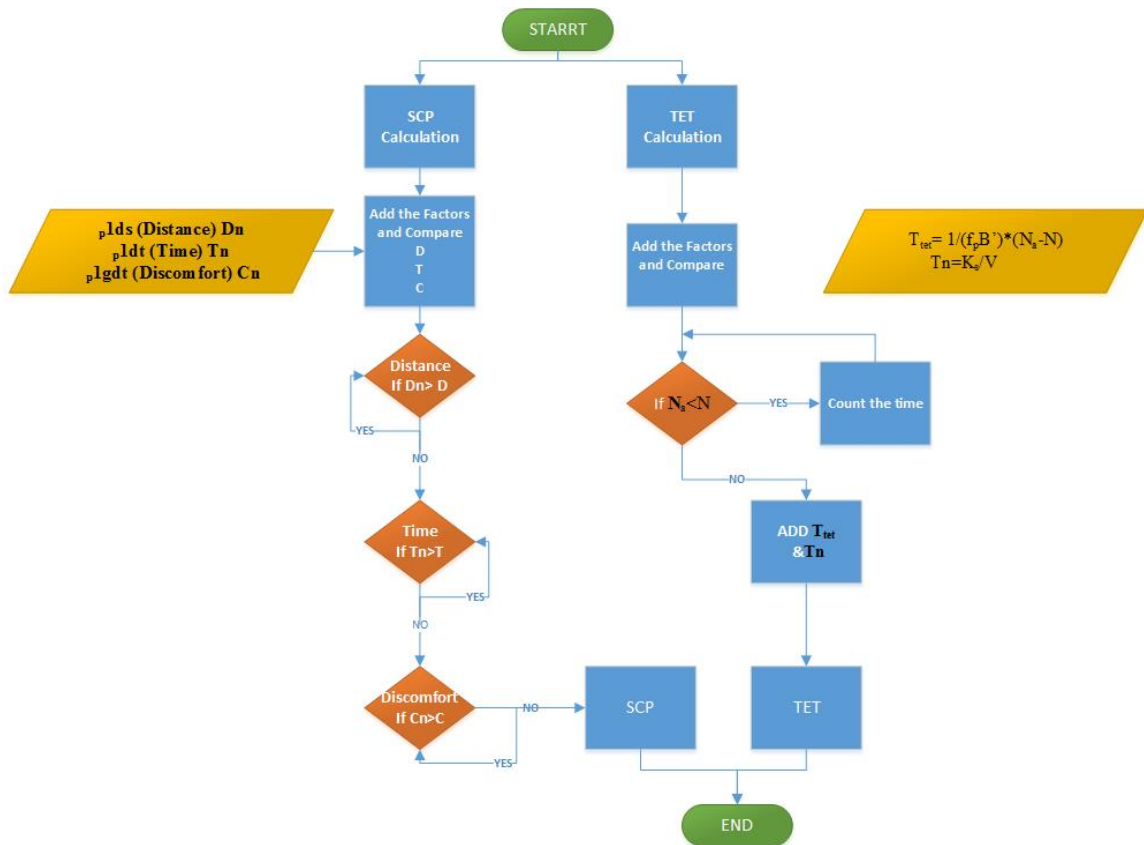 STARRT
SCP
Calculation
TET
Calculation
p1ds (Distance) Dn
p1dt (Time) Tn
p1gdt (Discomfort) Cn
Add the Factors
and Compare
D
T
C
Add the Factors
and Compare
Ttet= 1/(fpB’)*(Na-N)
Tn=Ka/V
Distance
If Dn> D
YES
NO
If Na<N
YES
Count the time
NO
Time
If Tn>T
YES
NO
ADD Ttet
&Tn
Discomfort
If Cn>C
NO
YES
SCP
TET
END